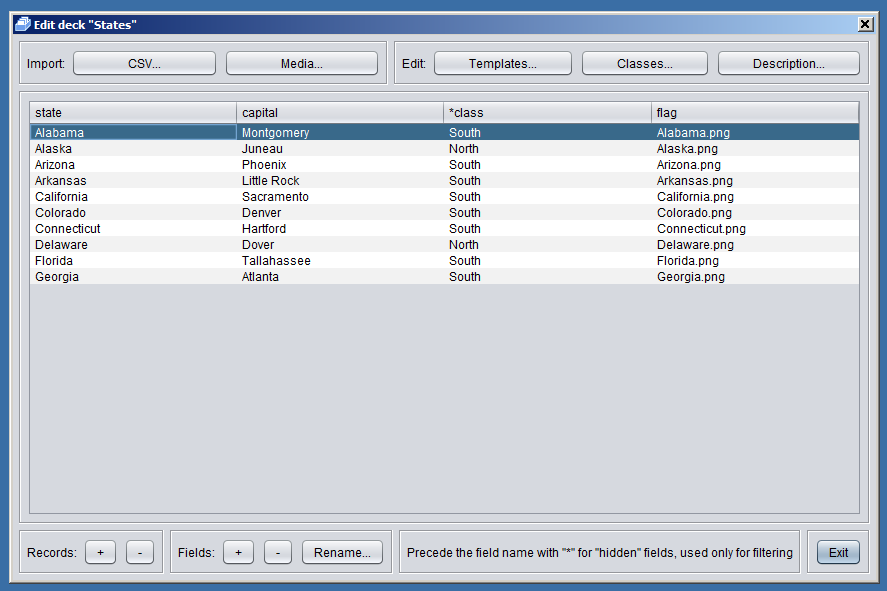 Edit deck "States"
Import: CSV... Media... Edit: Templates... Classes... Description...
state capital *class flag
Alabama Montgomery South Alabama.png
Alaska Juneau North Alaska.png
Arizona Phoenix South Arizona.png
Arkansas Little Rock South Arkansas.png
California Sacramento South California.png
Colorado Denver South Colorado.png
Connecticut Hartford South Connecticut.png
Delaware Dover North Delaware.png
Florida Tallahassee South Florida.png
Georgia Atlanta South Georgia.png
Records: + - Fields: + - Rename... Precede the field name with "*" for "hidden" fields, used only for filtering Exit